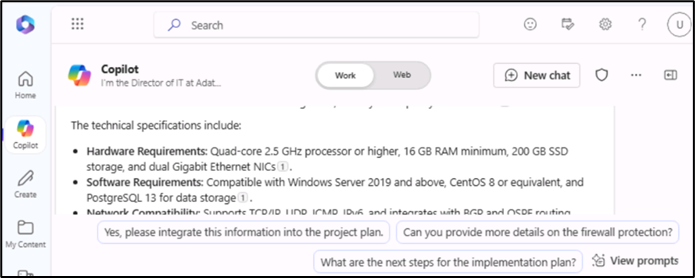 Search
U
Copilot
I'm the Director of IT at Adat...
Work
Web
New chat
Home
Copilot
Create
My Content
The technical specifications include:
• Hardware Requirements: Quad-core 2.5 GHz processor or higher, 16 GB RAM minimum, 200 GB SSD
storage, and dual Gigabit Ethernet NICs 1 .
• Software Requirements: Compatible with Windows Server 2019 and above, CentOS 8 or equivalent, and
PostgreSQL 13 for data storage 1 .
• Network Compatibility: Supports TCP/IP, UDP, ICMP, IPv6, and integrates with BGP and OSPF routing
Yes, please integrate this information into the project plan.
Can you provide more details on the firewall protection?
What are the next steps for the implementation plan?
View prompts